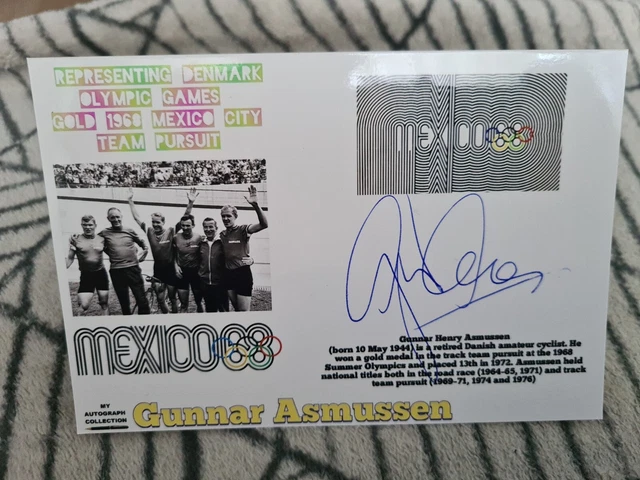 REPRESENTING DENMARK
OLYMPIC GAMES
GOLD 1968 MEXICO CITY
TEAM PURSUIT
MEXICO68
MEXICO68
Gunnar Henry Asmussen
(born 10 May 1944) is a retired Danish amateur cyclist. He
won a gold medal in the track team pursuit at the 1968
Summer Olympics and placed 13th in 1972. Asmussen held
national titles both in the road race (1964-65, 1971) and track
team pursuit (1969-71, 1974 and 1976)
MY
AUTOGRAPH
COLLECTION
Gunnar Asmussen